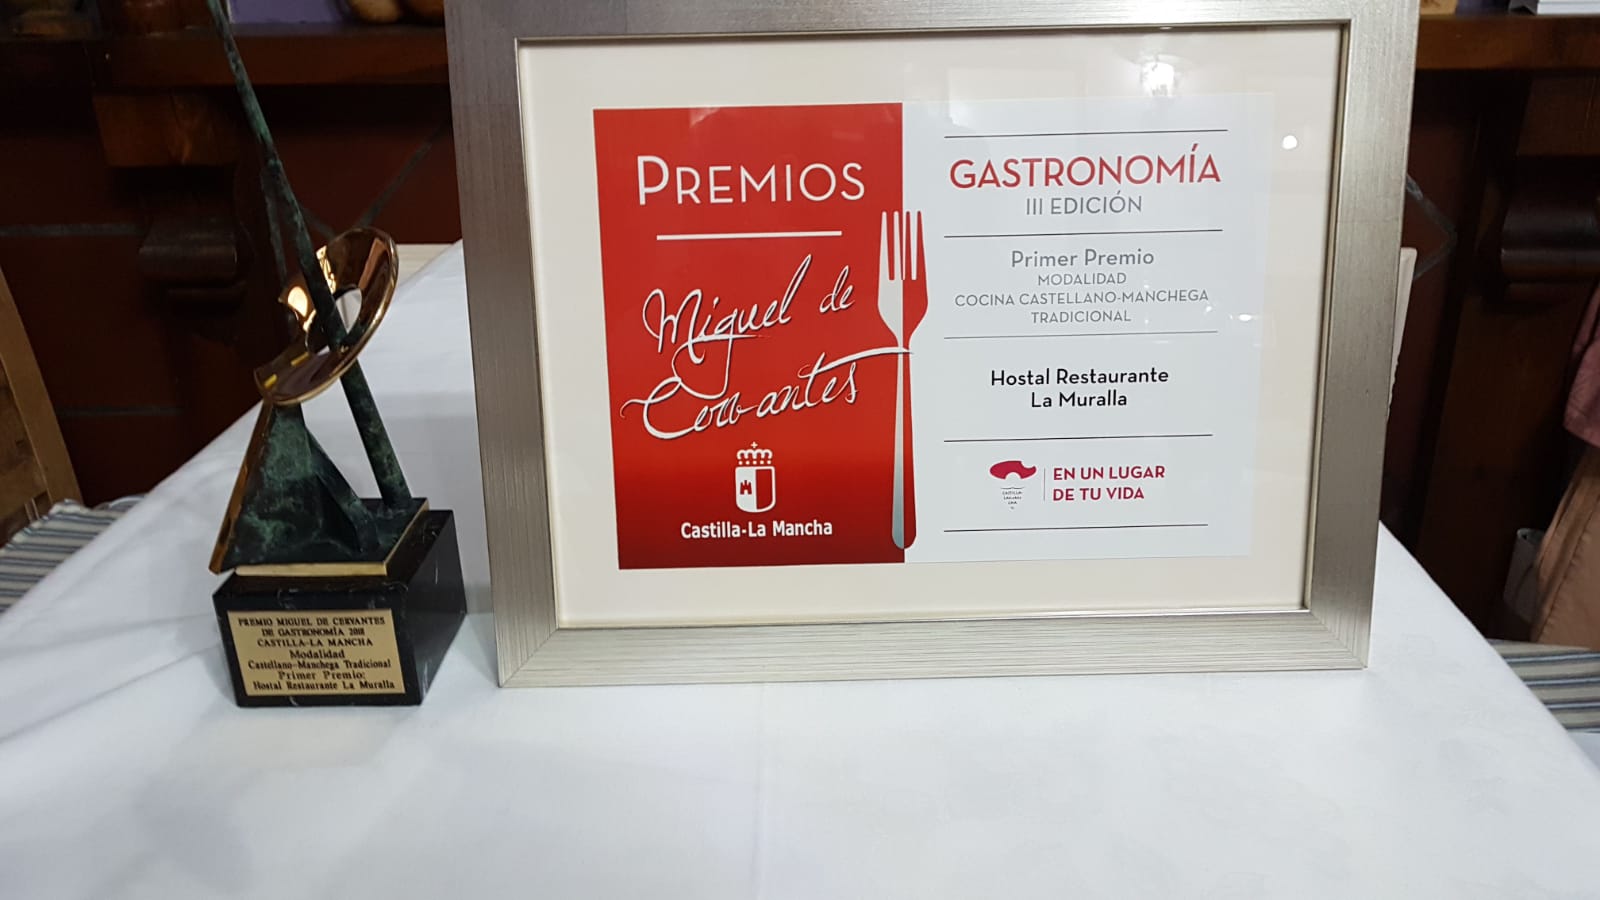 PREMIOS
Miguel de
Cervantes
Castilla-La Mancha
GASTRONOMÍA
III EDICIÓN
Primer Premio
MODALIDAD
COCINA CASTELLANO-MANCHEGA
TRADICIONAL
Hostal Restaurante
La Muralla
EN UN LUGAR
DE TU VIDA
PREMIO MIGUEL DE CERVANTES
DE GASTRONOMÍA 2018
CASTILLA-LA MANCHA
Modalidad
Castellano-Manchega Tradicional
Primer Premio:
Hostal Restaurante La Muralla